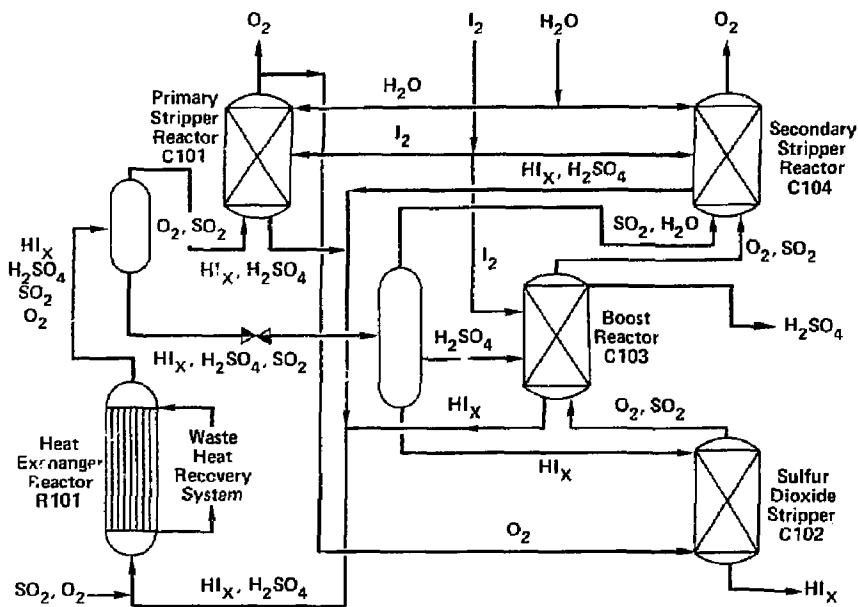 O2
I2
H2O
O2
H2O
Primary
Stripper
Reactor
C101
I2
Secondary
Stripper
Reactor
C104
HIX, H2SO4
O2, SO2
SO2, H2O
HIX
H2SO4
SO2
O2
HIX, H2SO4
I2
O2, SO2
Boost
Reactor
C103
H2SO4
H2SO4
HIX, H2SO4, SO2
HIX
O2, SO2
Heat
Exchanger
Reactor
R101
Waste
Heat
Recovery
System
HIX
Sulfur
Dioxide
Stripper
C102
O2
SO2, O2
HIX, H2SO4
HIX